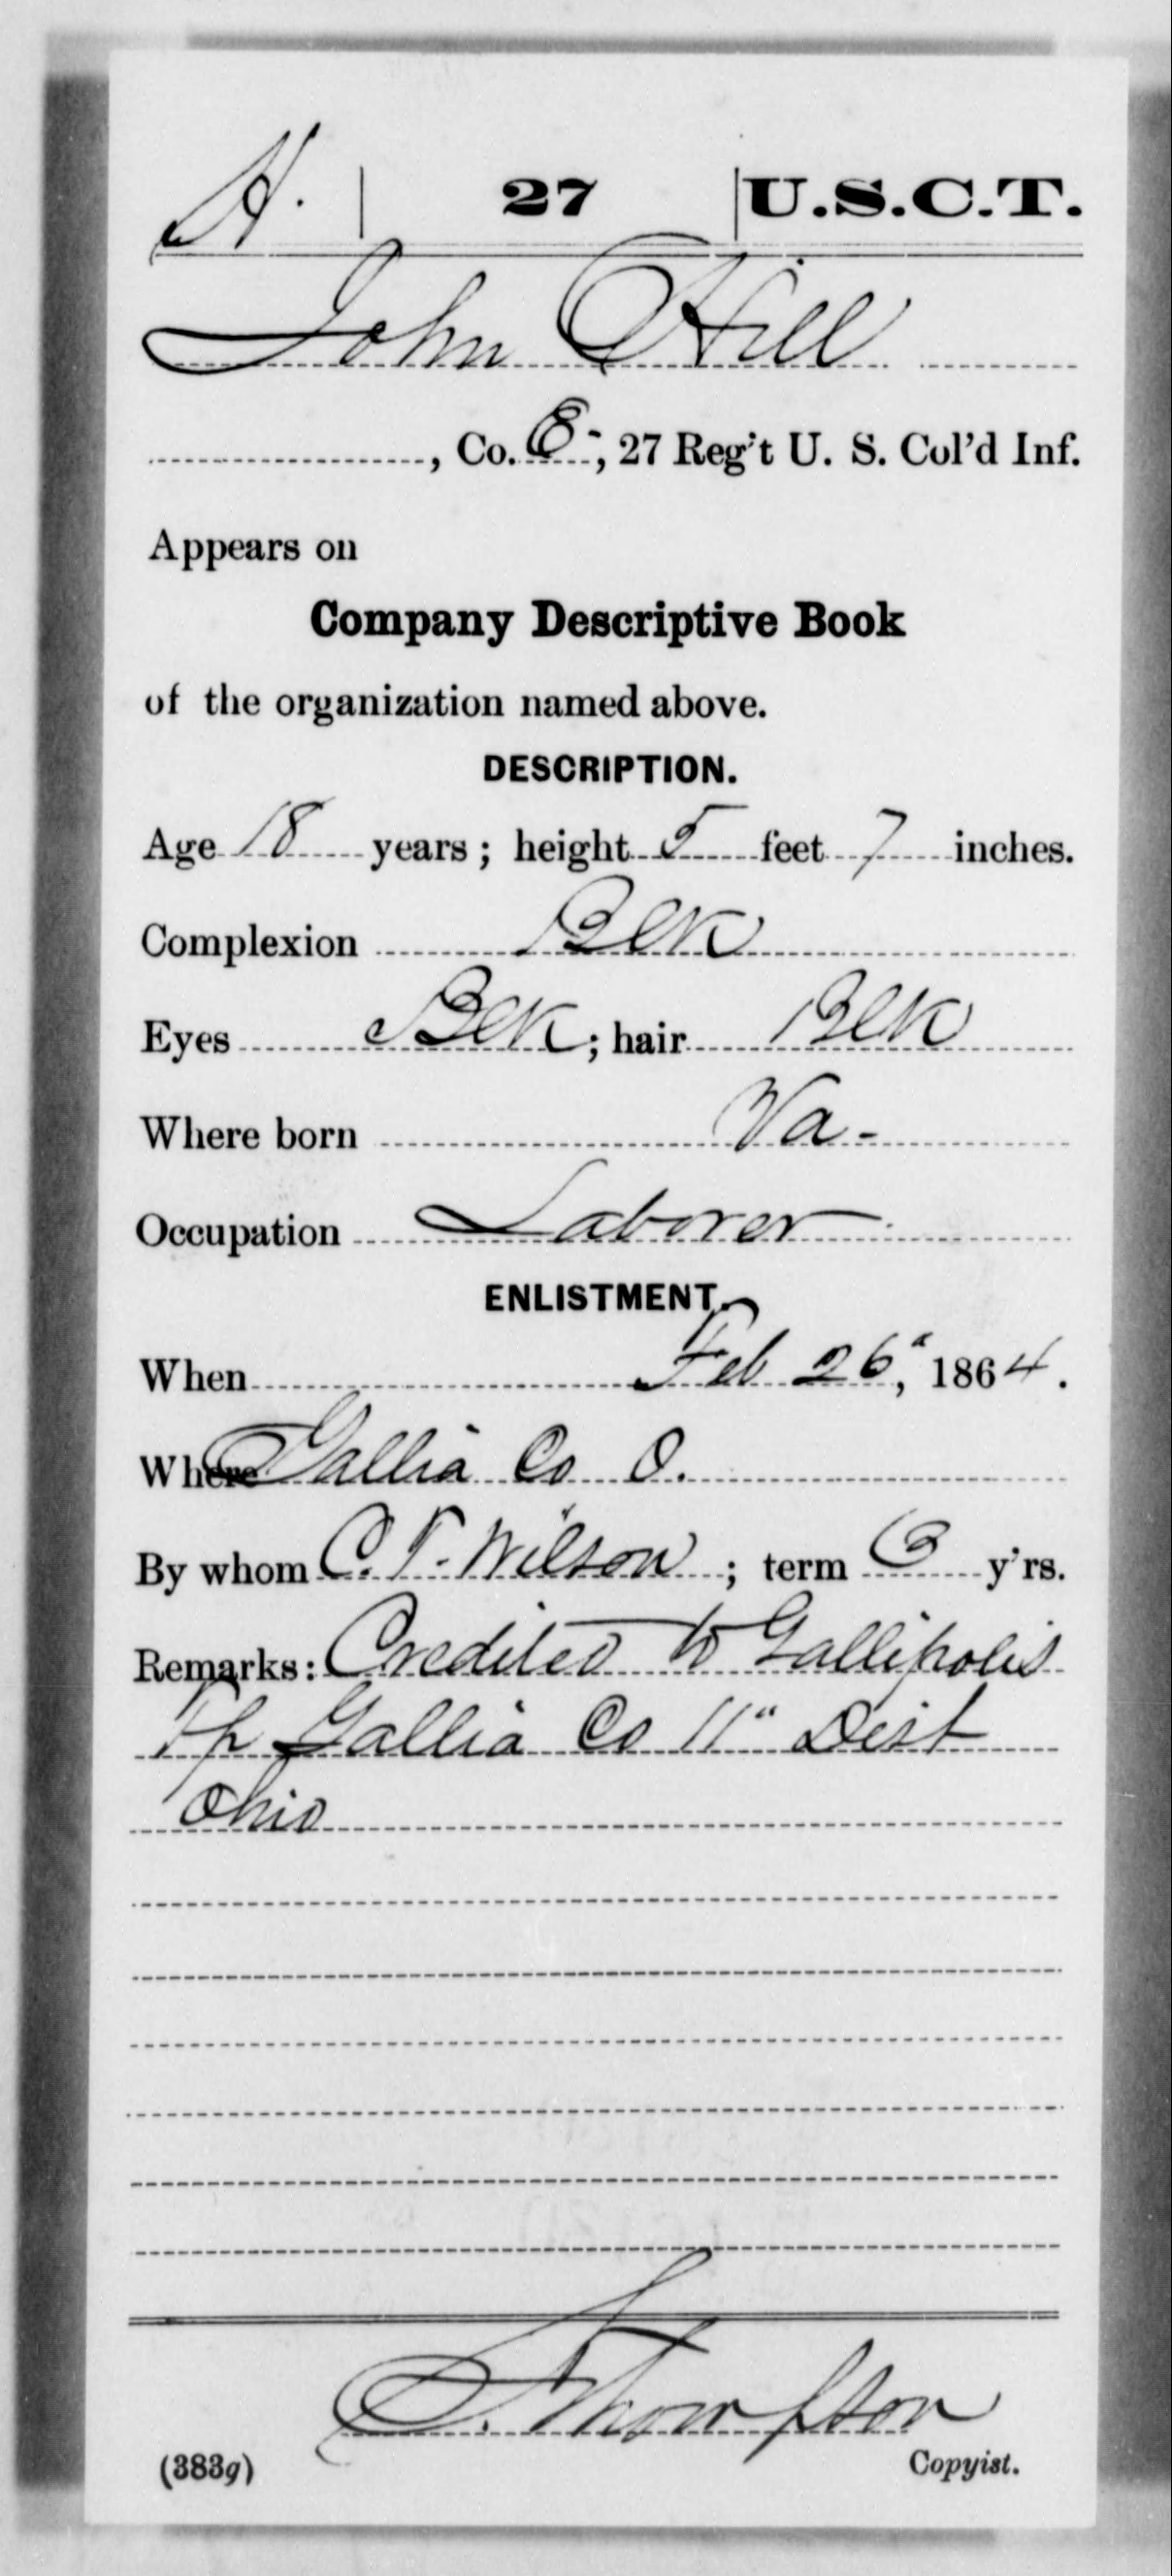 H. | 27 | U.S.C.T.
John Hill
, Co. E; 27 Reg't U. S. Col'd Inf.
Appears on
Company Descriptive Book
of the organization named above.
DESCRIPTION.
Age 18 years; height 5 feet 7 inches.
Complexion Blk
Eyes Blk; hair Blk
Where born Va-
Occupation Laborer
ENLISTMENT.
When Feb 26", 1864.
Where Gallia Co O.
By whom Wilson; term 3 y'rs.
Remarks: Credited to Gallipolis
Tp Gallia Co 11" Dist
Ohio
Thompson
(383g) Copyist.